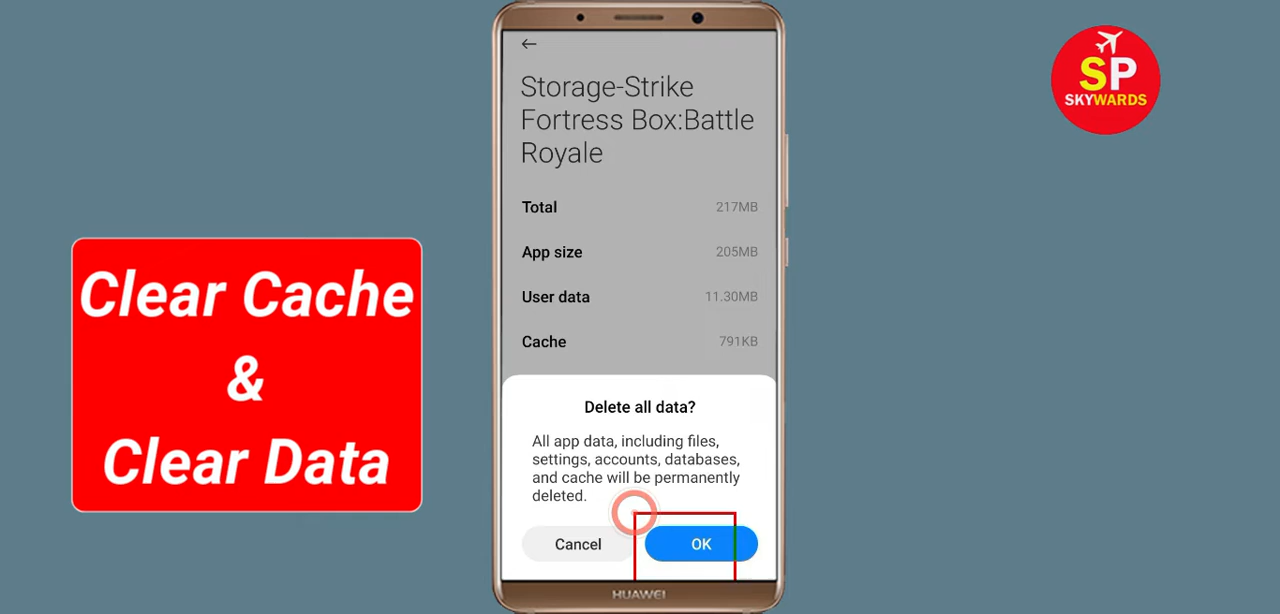 SP
SKYWARDS
Clear Cache
&
Clear Data
Storage-Strike
Fortress Box:Battle
Royale
Total 217MB
App size 205MB
User data 11.30MB
Cache 791KB
Delete all data?
All app data, including files,
settings, accounts, databases,
and cache will be permanently
deleted.
Cancel OK
HUAWEI